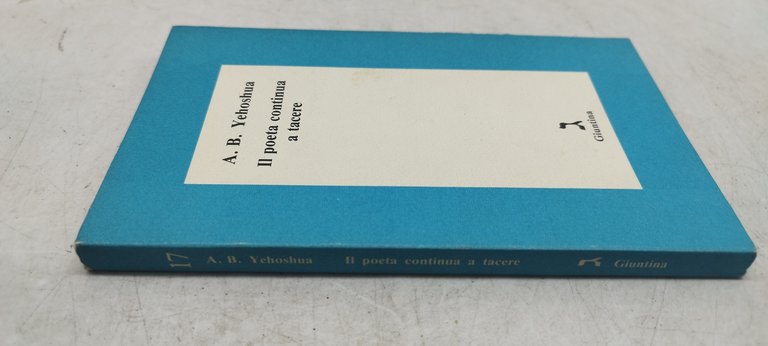 A. B. Yehoshua
Il poeta continua
a tacere
Giuntina
17 A. B. Yehoshua Il poeta continua a tacere Giuntina